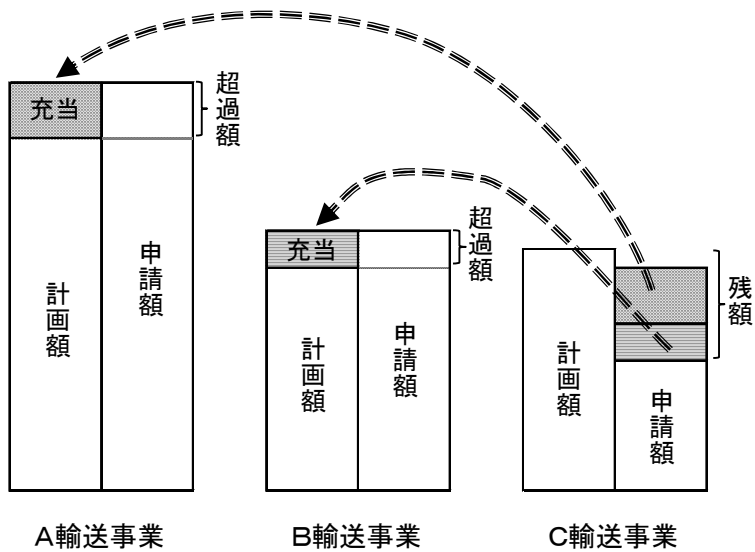 充当
超過額
計画額
申請額
A輸送事業
充当
超過額
計画額
申請額
B輸送事業
残額
計画額
申請額
C輸送事業